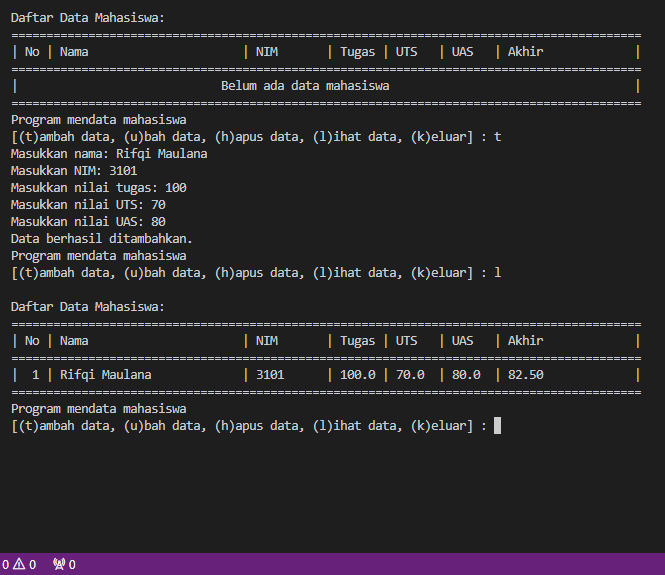 Daftar Data Mahasiswa:
==========================================================================================
| No | Nama                      | NIM       | Tugas | UTS   | UAS   | Akhir             |
==========================================================================================
|                             Belum ada data mahasiswa                                   |
==========================================================================================
Program mendata mahasiswa
[(t)ambah data, (u)bah data, (h)apus data, (l)ihat data, (k)eluar] : t
Masukkan nama: Rifqi Maulana
Masukkan NIM: 3101
Masukkan nilai tugas: 100
Masukkan nilai UTS: 70
Masukkan nilai UAS: 80
Data berhasil ditambahkan.
Program mendata mahasiswa
[(t)ambah data, (u)bah data, (h)apus data, (l)ihat data, (k)eluar] : l
Daftar Data Mahasiswa:
==========================================================================================
| No | Nama                      | NIM       | Tugas | UTS   | UAS   | Akhir             |
==========================================================================================
|  1 | Rifqi Maulana             | 3101      | 100.0 | 70.0  | 80.0  | 82.50             |
==========================================================================================
Program mendata mahasiswa
[(t)ambah data, (u)bah data, (h)apus data, (l)ihat data, (k)eluar] :
0 0 0